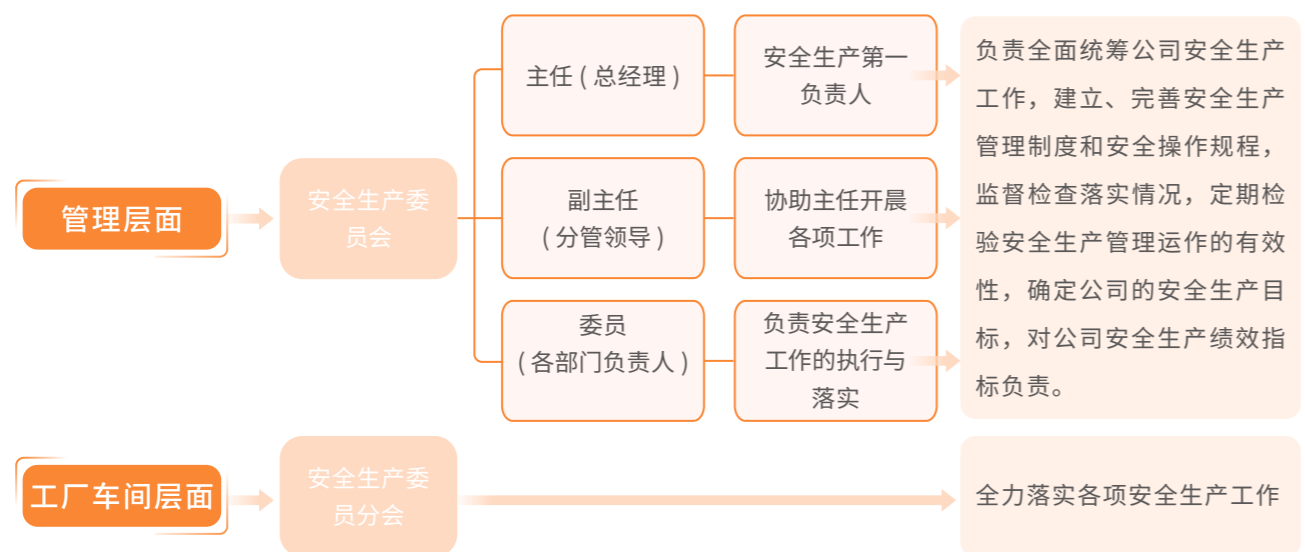 管理层面
安全生产委
员会
主任 ( 总经理 )
安全生产第一
负责人
副主任
( 分管领导 )
协助主任开晨
各项工作
委员
( 各部门负责人 )
负责安全生产
工作的执行与
落实
负责全面统筹公司安全生产
工作，建立、完善安全生产
管理制度和安全操作规程，
监督检查落实情况，定期检
验安全生产管理运作的有效
性，确定公司的安全生产目
标，对公司安全生产绩效指
标负责。
工厂车间层面
安全生产委
员分会
全力落实各项安全生产工作